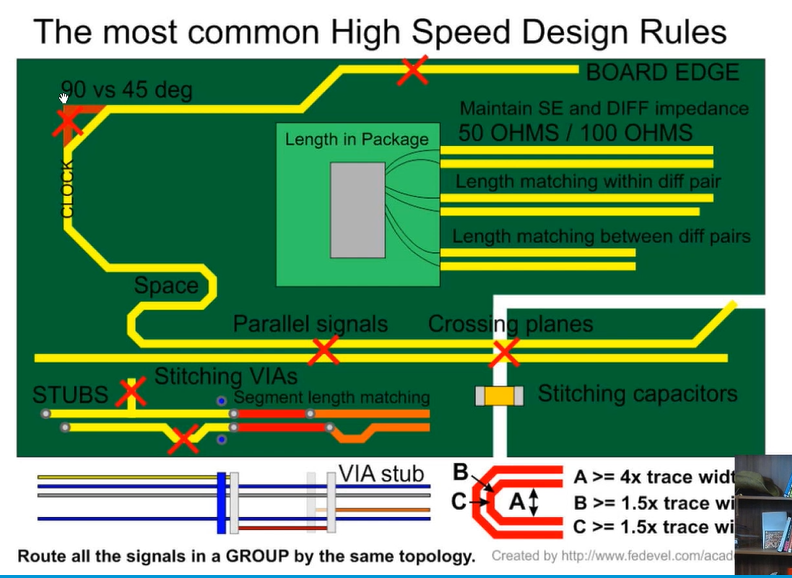 The most common High Speed Design Rules
90 vs 45 deg
BOARD EDGE
Maintain SE and DIFF impedance
50 OHMS / 100 OHMS
Length in Package
Length matching within diff pair
CLOCK
Length matching between diff pairs
Space
Parallel signals
Crossing planes
Stitching VIAs
STUBS
Segment length matching
Stitching capacitors
VIA stub
B
C
A
A >= 4x trace
B >= 1.5x trace
C >= 1.5x trace
Route all the signals in a GROUP by the same topology.
Created by http://www.fedevel.com/acad